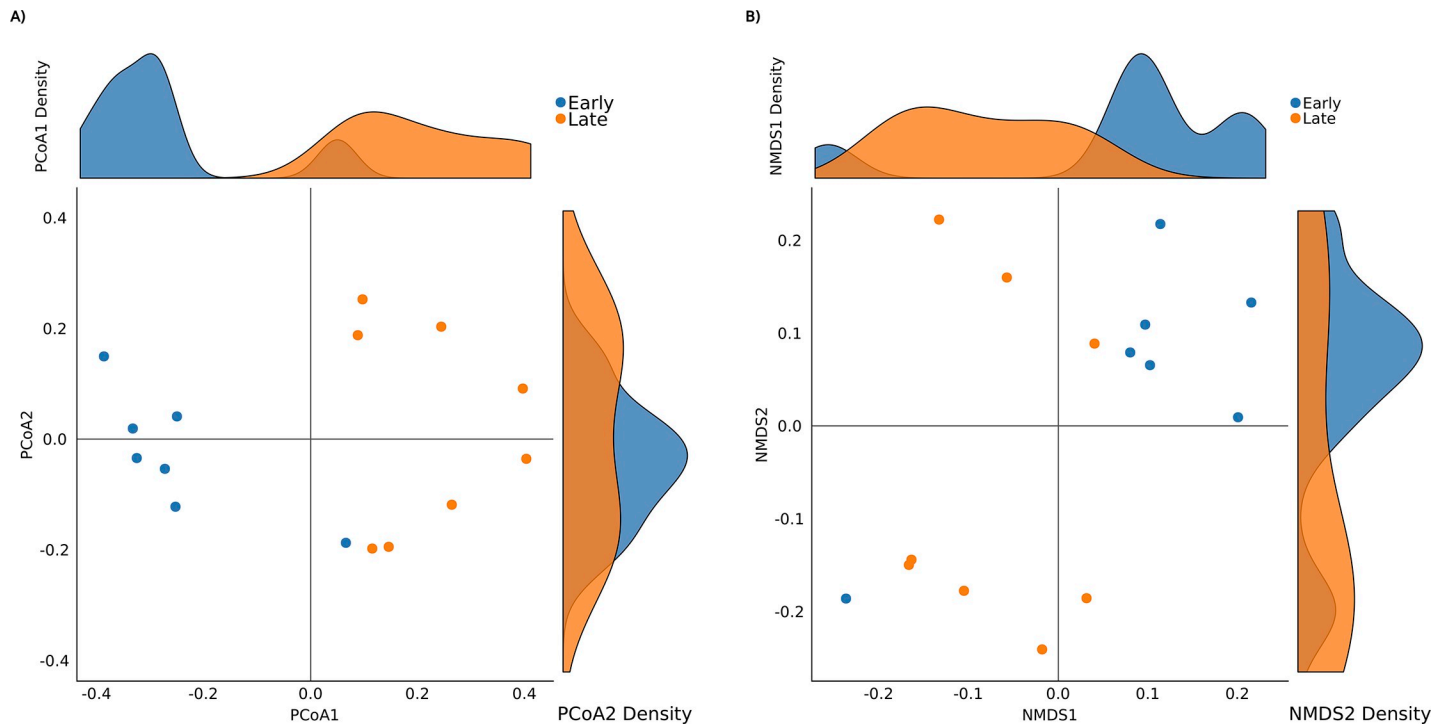 A)
PCoA1 Density
Early
Late
0.4
0.2
0.0
-0.2
-0.4
PCoA2
-0.4
-0.2
0.0
0.2
0.4
PCoA1
PCoA2 Density
B)
NMDS1 Density
Early
Late
0.2
0.1
0.0
-0.1
-0.2
NMDS2
-0.2
-0.1
0.0
0.1
0.2
NMDS1
NMDS2 Density